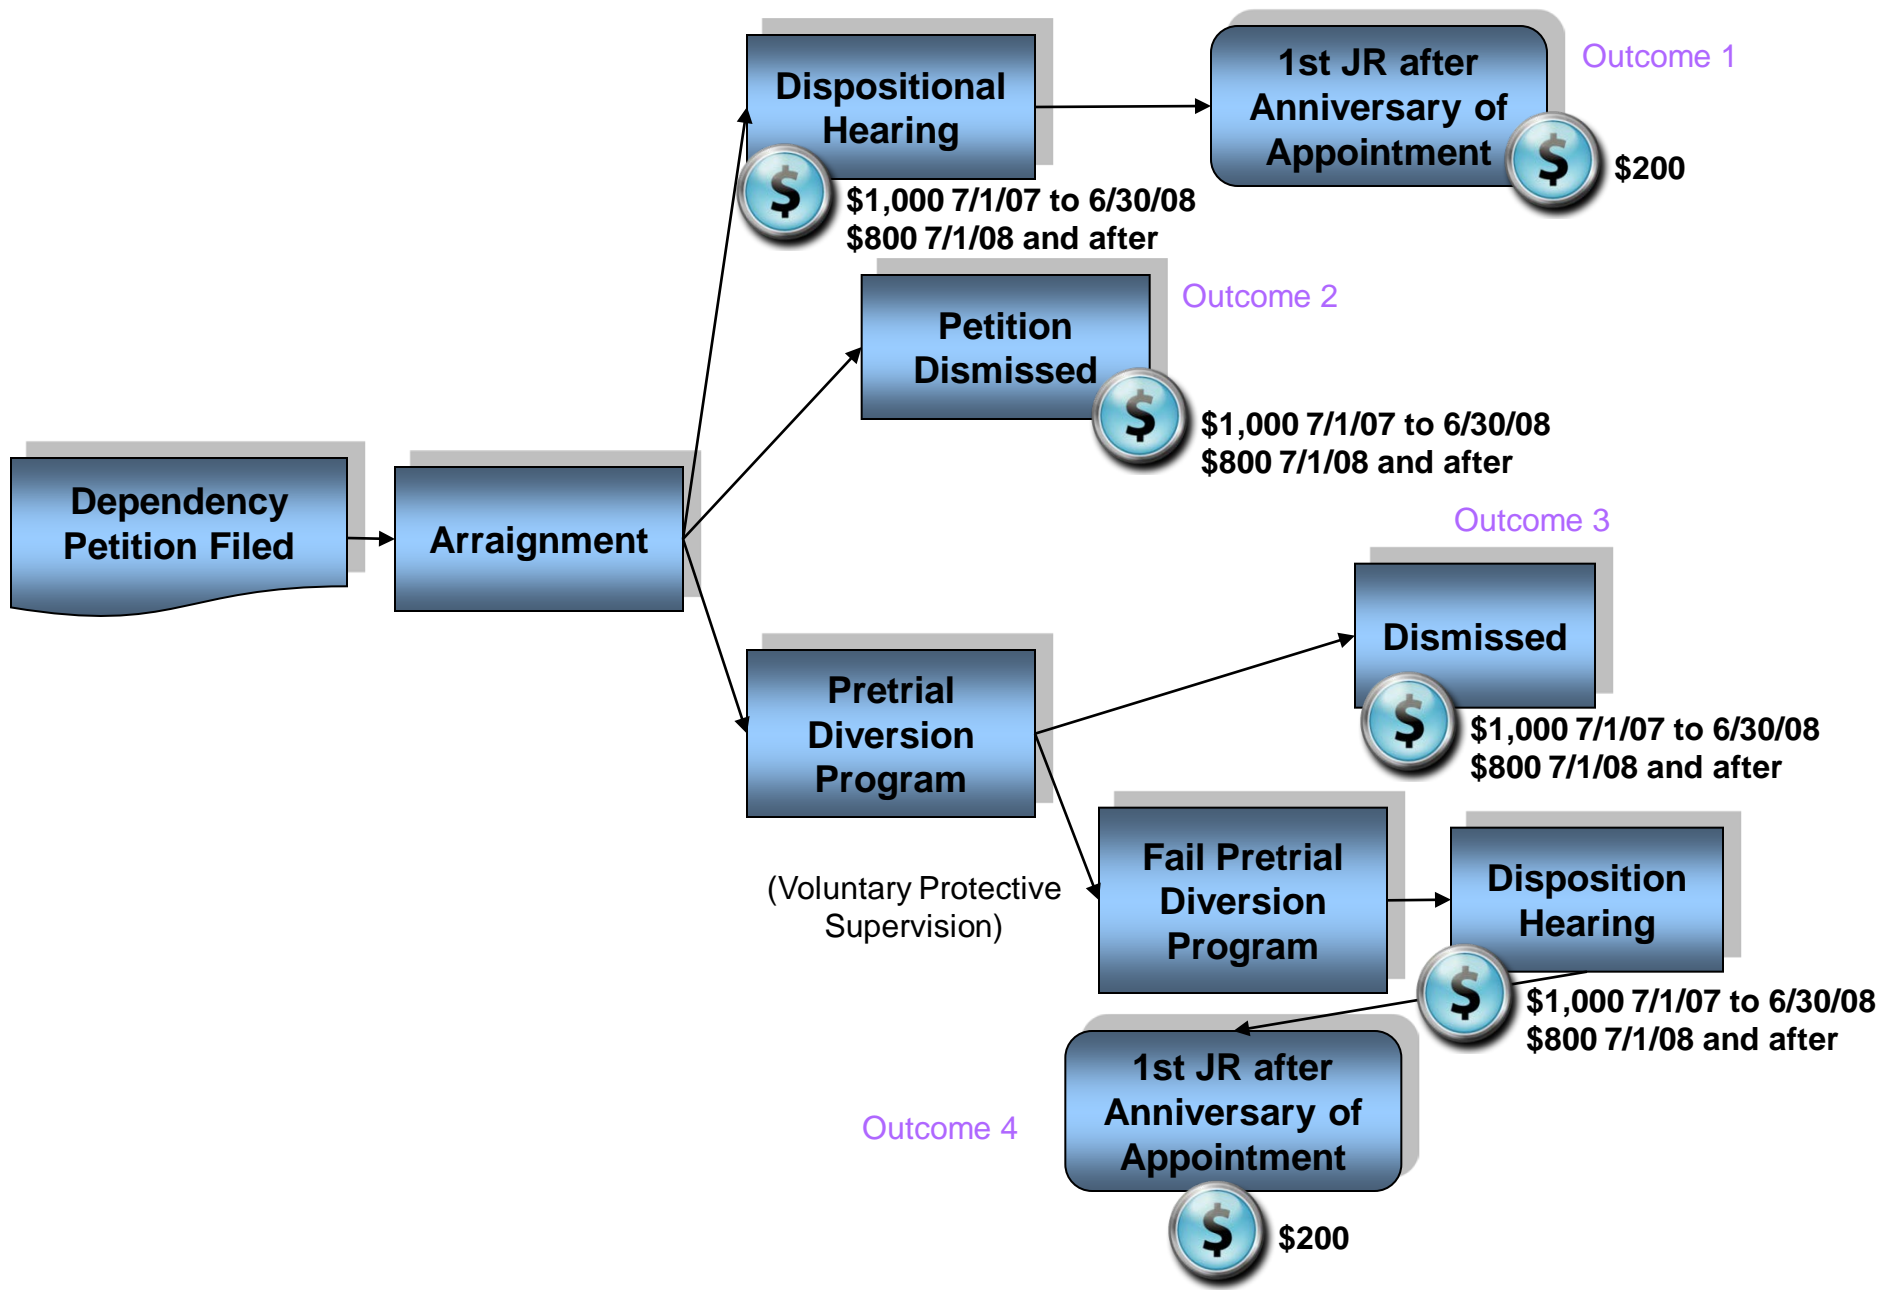 Dispositional
Hearing
$
$1,000 7/1/07 to 6/30/08
$800 7/1/08 and after
1st JR after
Anniversary of
Appointment
$
$200
Outcome 1
Petition
Dismissed
$
$1,000 7/1/07 to 6/30/08
$800 7/1/08 and after
Outcome 2
Dependency
Petition Filed
Arraignment
Outcome 3
Dismissed
$
$1,000 7/1/07 to 6/30/08
$800 7/1/08 and after
Pretrial
Diversion
Program
(Voluntary Protective
Supervision)
Fail Pretrial
Diversion
Program
Disposition
Hearing
$
$1,000 7/1/07 to 6/30/08
$800 7/1/08 and after
Outcome 4
1st JR after
Anniversary of
Appointment
$
$200